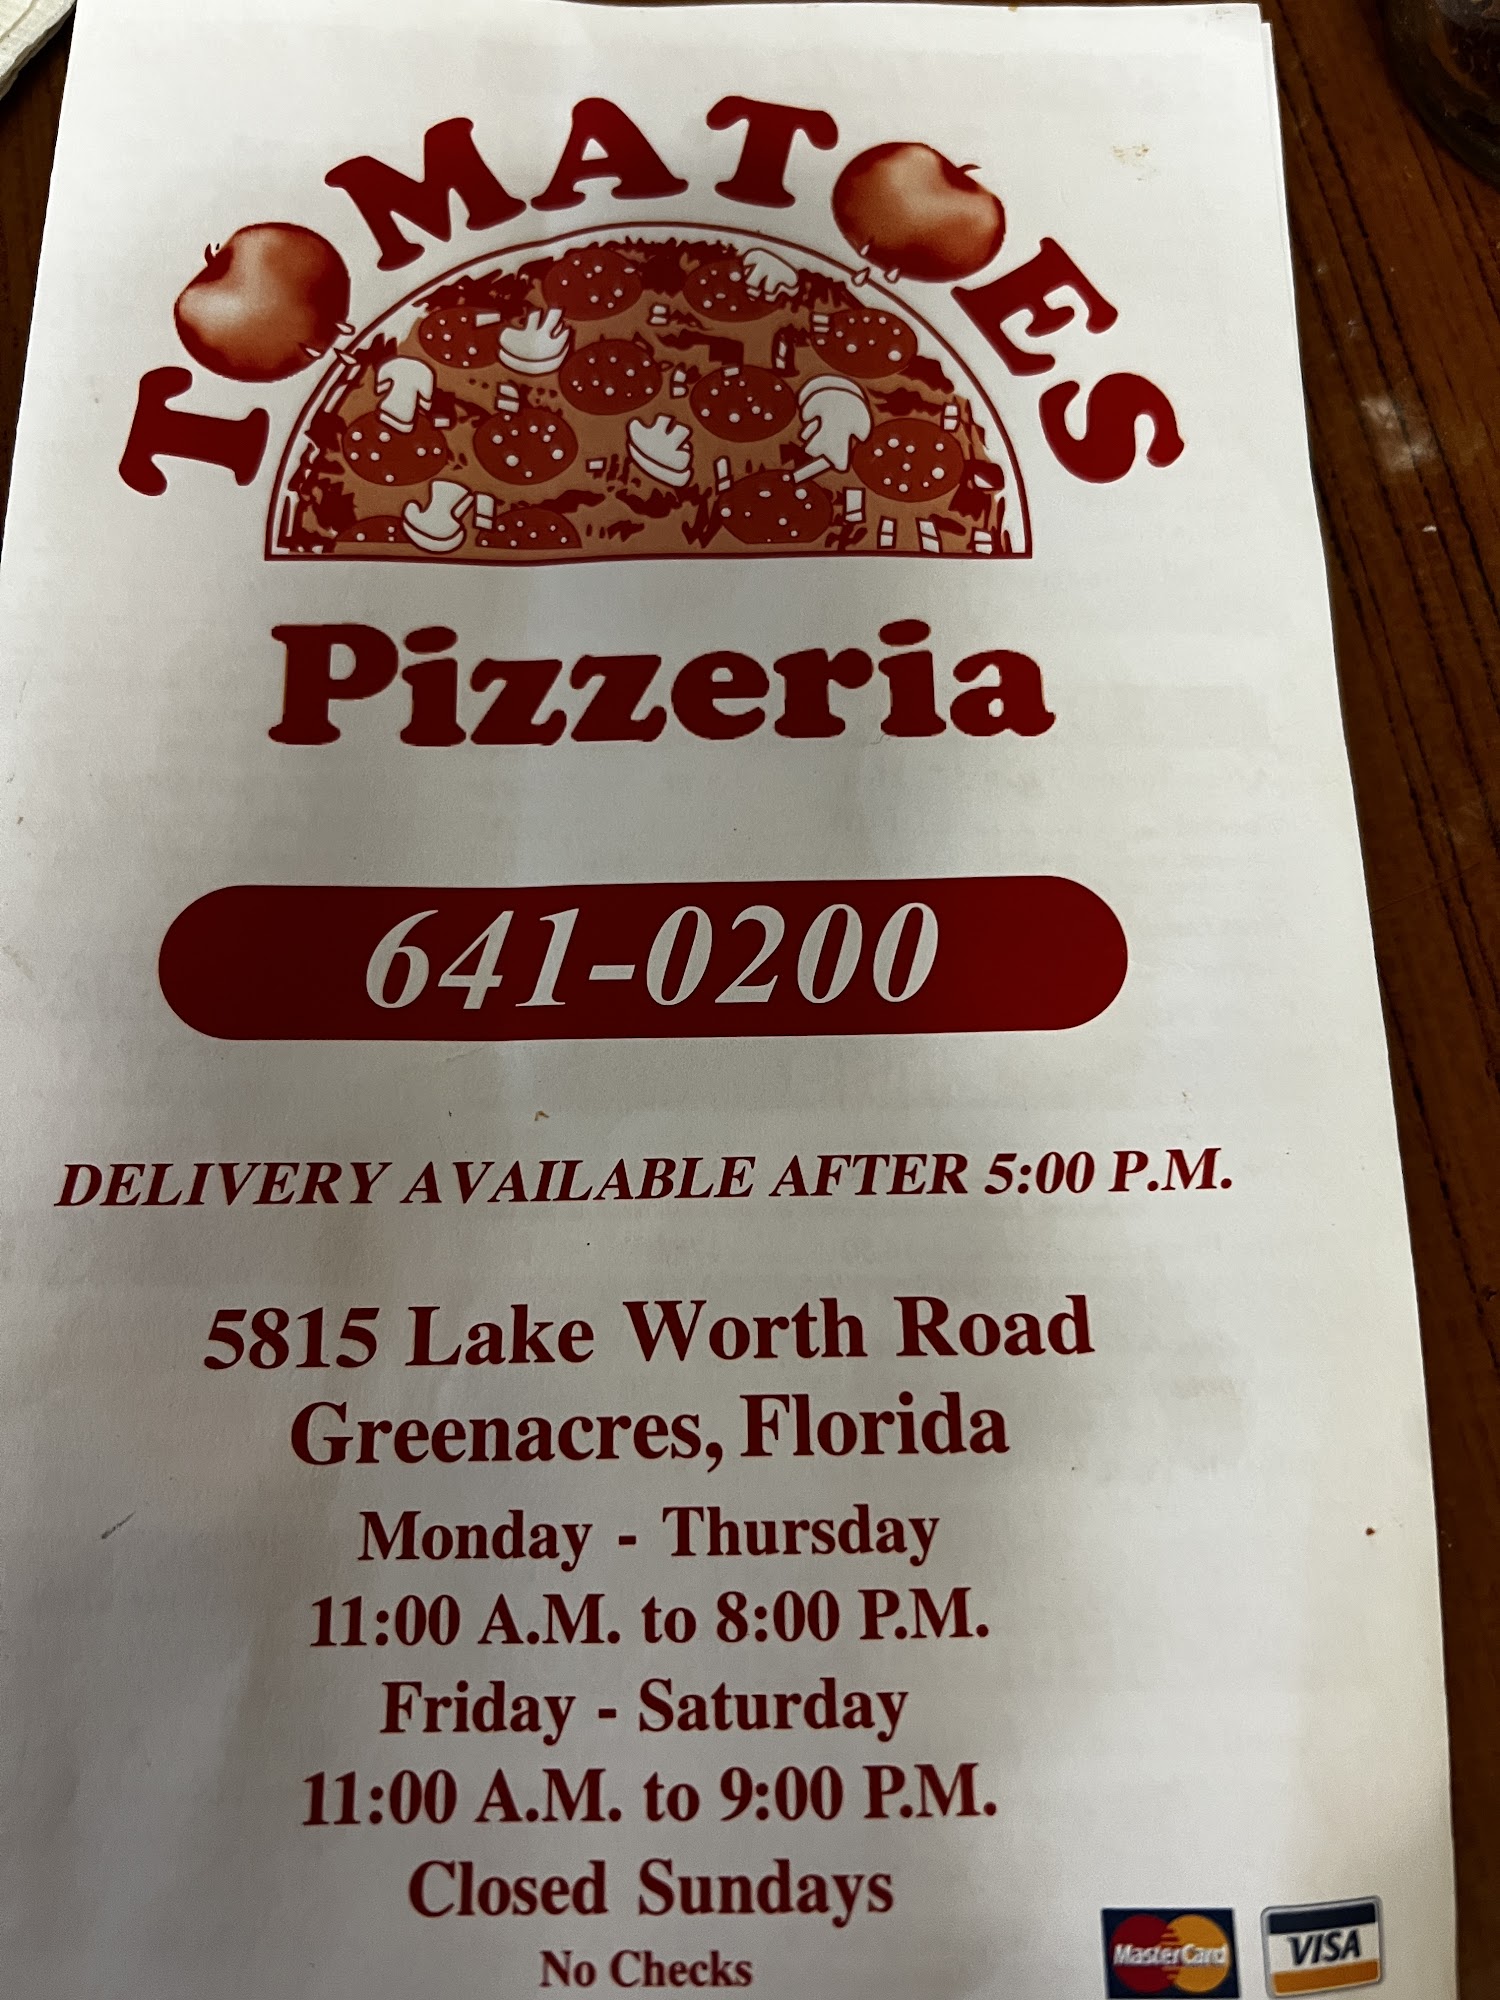 TOMATOES
Pizzeria
641-0200
DELIVERY AVAILABLE AFTER 5:00 P.M.
5815 Lake Worth Road
Greenacres, Florida
Monday - Thursday
11:00 A.M. to 8:00 P.M.
Friday - Saturday
11:00 A.M. to 9:00 P.M.
Closed Sundays
No Checks
MasterCard VISA